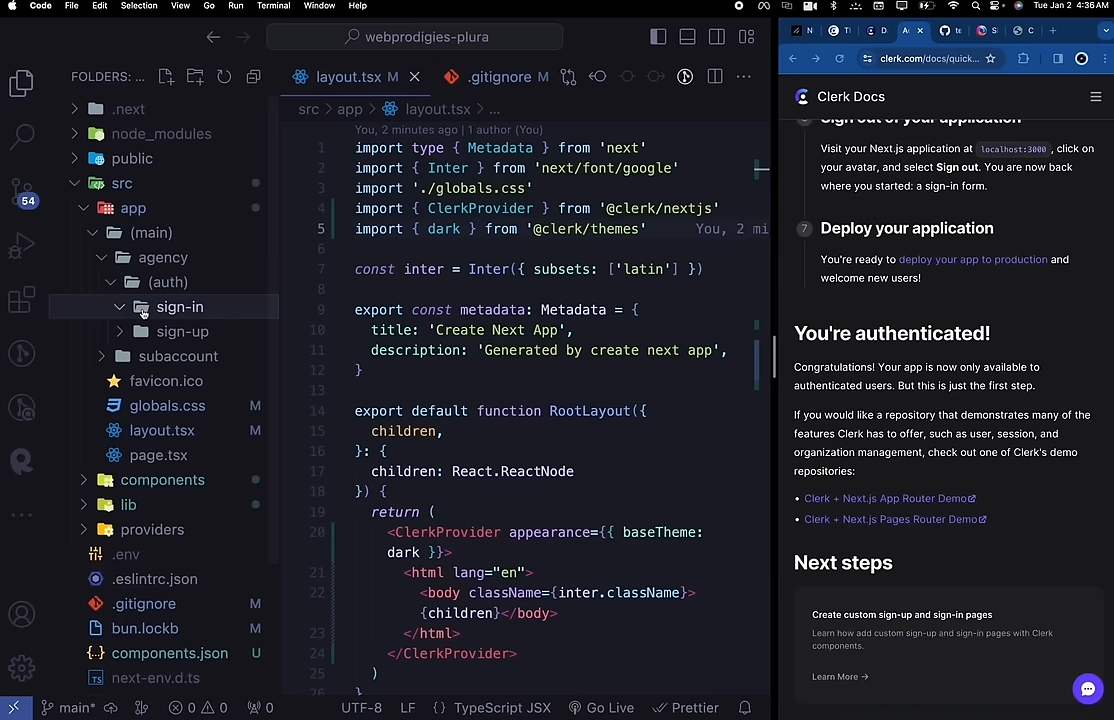 Code File Edit Selection View Go Run Terminal Window Help
Tue Jan 2 4:36 AM
webprodigies-plura
FOLDERS: ...
layout.tsx M
.gitignore M
src app layout.tsx ...
.next
node_modules
public
src
app
(main)
agency
(auth)
sign-in
sign-up
subaccount
favicon.ico
globals.css M
layout.tsx M
page.tsx
components
lib
providers
.env
.eslintrc.json
.gitignore M
bun.lockb M
components.json U
next-env.d.ts
54
You, 2 minutes ago | 1 author (You)
1 import type { Metadata } from 'next'
2 import { Inter } from 'next/font/google'
3 import './globals.css'
4 import { ClerkProvider } from '@clerk/nextjs'
5 import { dark } from '@clerk/themes' You, 2 mi
6
7 const inter = Inter({ subsets: ['latin'] })
8
9 export const metadata: Metadata = {
10 title: 'Create Next App',
11 description: 'Generated by create next app',
12 }
13
14 export default function RootLayout({
15 children,
16 }: {
17 children: React.ReactNode
18 }) {
19 return (
20 <ClerkProvider appearance={{ baseTheme:
dark }}>
21 <html lang="en">
22 <body className={inter.className}>
{children}</body>
23 </html>
24 </ClerkProvider>
25 )
26 }
main* 0 0 0 UTF-8 LF {} TypeScript JSX Go Live Prettier
clerk.com/docs/quick...
Clerk Docs
Sign out of your application
Visit your Next.js application at localhost:3000, click on
your avatar, and select Sign out. You are now back
where you started: a sign-in form.
7 Deploy your application
You're ready to deploy your app to production and
welcome new users!
You're authenticated!
Congratulations! Your app is now only available to
authenticated users. But this is just the first step.
If you would like a repository that demonstrates many of the
features Clerk has to offer, such as user, session, and
organization management, check out one of Clerk's demo
repositories:
• Clerk + Next.js App Router Demo
• Clerk + Next.js Pages Router Demo
Next steps
Create custom sign-up and sign-in pages
Learn how add custom sign-up and sign-in pages with Clerk
components.
Learn More →